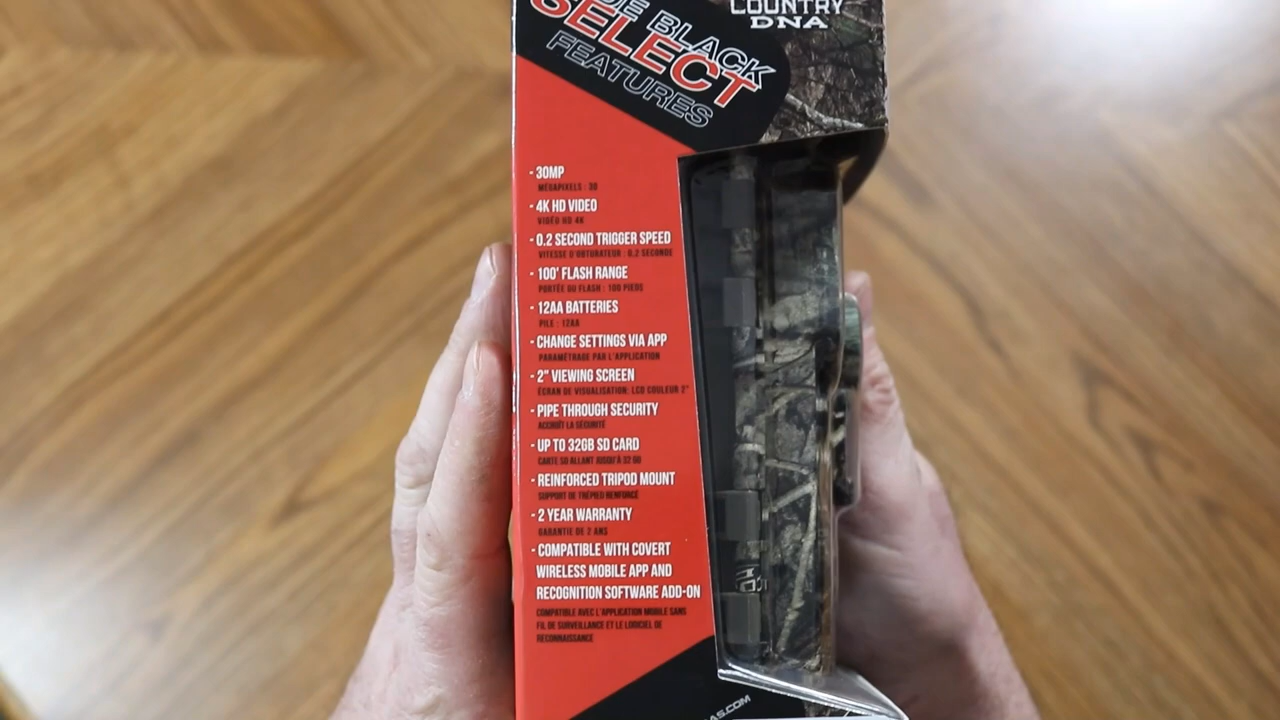 COUNTRY
DNA
DE BLACK
SELECT
FEATURES
- 30MP
MÉGAPIXELS : 30
- 4K HD VIDEO
VIDÉO HD 4K
- 0.2 SECOND TRIGGER SPEED
VITESSE D'OBTURATEUR : 0.2 SECONDE
- 100' FLASH RANGE
PORTÉE DU FLASH : 100 PIEDS
- 12AA BATTERIES
PILE : 12AA
- CHANGE SETTINGS VIA APP
PARAMÉTRAGE PAR L'APPLICATION
- 2" VIEWING SCREEN
ÉCRAN DE VISUALISATION: LCD COULEUR 2"
- PIPE THROUGH SECURITY
ACCROÎT LA SÉCURITÉ
- UP TO 32GB SD CARD
CARTE SD ALLANT JUSQU'À 32 GO
- REINFORCED TRIPOD MOUNT
SUPPORT DE TRÉPIED RENFORCÉ
- 2 YEAR WARRANTY
GARANTIE DE 2 ANS
- COMPATIBLE WITH COVERT
WIRELESS MOBILE APP AND
RECOGNITION SOFTWARE ADD-ON
COMPATIBLE AVEC L'APPLICATION MOBILE SANS
FIL DE SURVEILLANCE ET LE LOGICIEL DE
RECONNAISSANCE
AS.COM